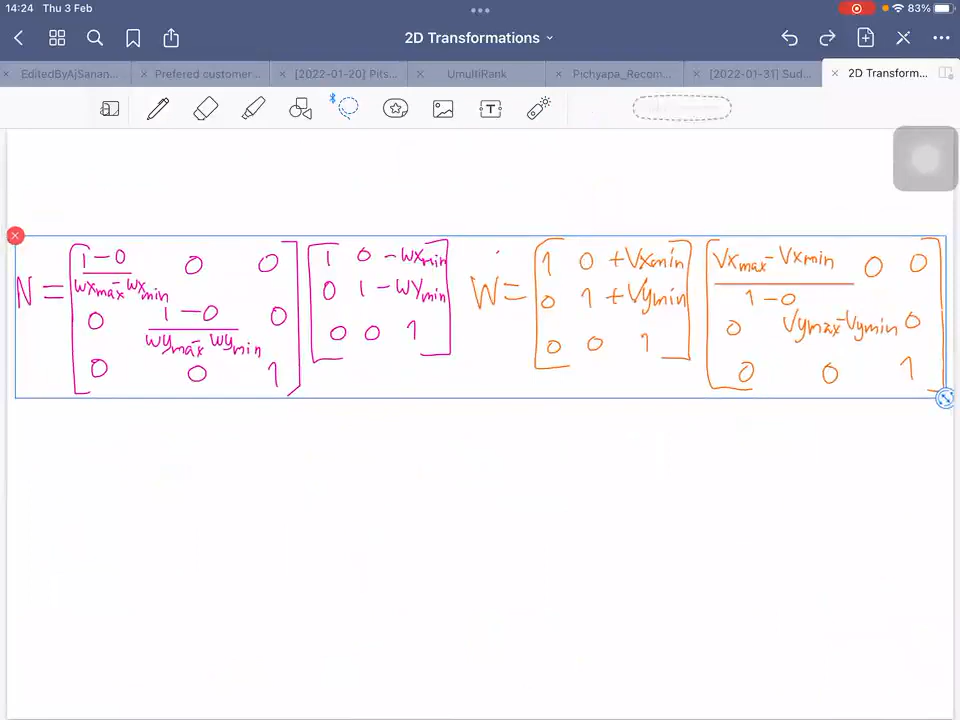 14:24 Thu 3 Feb 83%
2D Transformations
EditedByAjSanan... Prefered customer... [2022-01-20] Pits... UmultiRank Pichyapa_Recom... [2022-01-31] Sud... 2D Transform...
N = [ 1-0 / wxmax-wxmin 0 0 ] [ 1 0 -wxmin ] W = [ 1 0 +Vxmin ] [ Vxmax-Vxmin / 1-0 0 0 ]
[ 0 1-0 / wymax-wymin 0 ] [ 0 1 -wymin ] [ 0 1 +Vymin ] [ 0 Vymax-Vymin 0 ]
[ 0 0 1 ] [ 0 0 1 ] [ 0 0 1 ] [ 0 0 1 ]